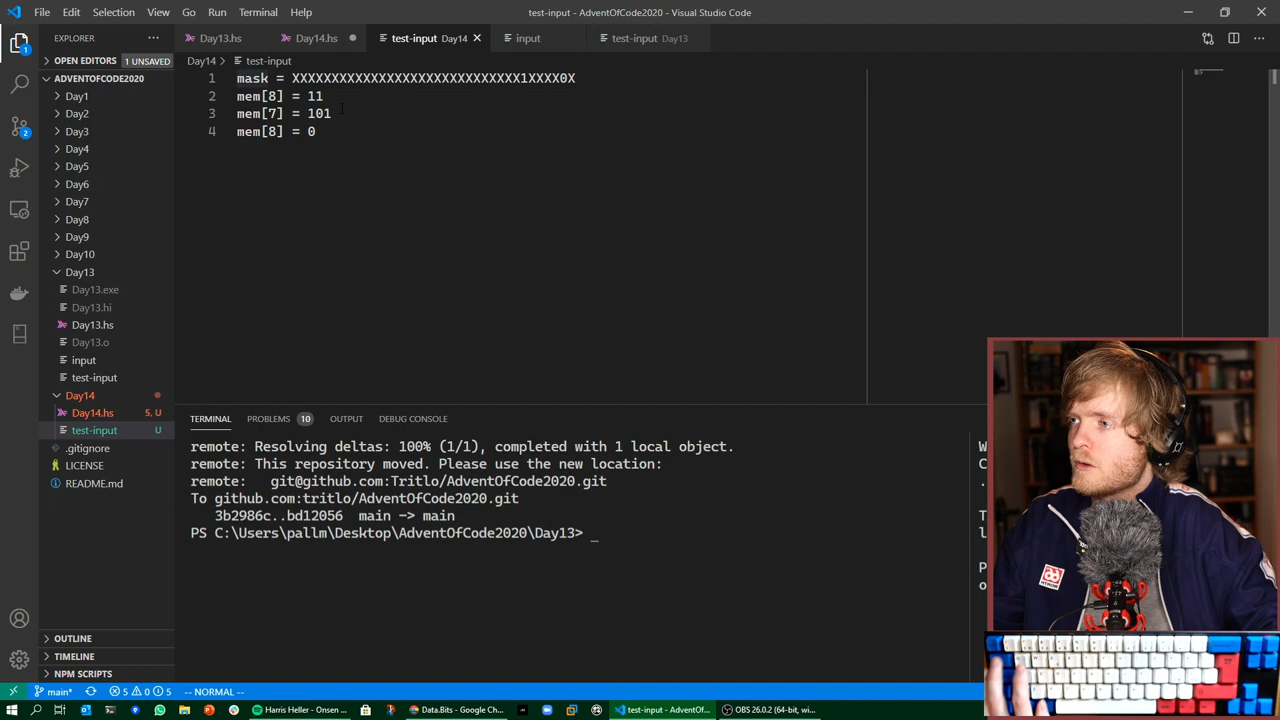 File Edit Selection View Go Run Terminal Help
test-input - AdventOfCode2020 - Visual Studio Code
EXPLORER
Day13.hs
Day14.hs
test-input Day14
input
test-input Day13
OPEN EDITORS 1 UNSAVED
Day14 > test-input
ADVENTOFCODE2020
1 mask = XXXXXXXXXXXXXXXXXXXXXXXXXXXXX1XXXX0X
2 mem[8] = 11
3 mem[7] = 101
4 mem[8] = 0
Day1
Day2
Day3
Day4
Day5
Day6
Day7
Day8
Day9
Day10
Day13
Day13.exe
Day13.hi
Day13.hs
Day13.o
input
test-input
Day14
Day14.hs 5, U
test-input U
.gitignore
LICENSE
README.md
OUTLINE
TIMELINE
NPM SCRIPTS
TERMINAL PROBLEMS 10 OUTPUT DEBUG CONSOLE
remote: Resolving deltas: 100% (1/1), completed with 1 local object.
remote: This repository moved. Please use the new location:
remote: git@github.com:Tritlo/AdventOfCode2020.git
To github.com:tritlo/AdventOfCode2020.git
3b2986c..bd12056 main -> main
PS C:\Users\pallm\Desktop\AdventOfCode2020\Day13> _
main* 5 0 5 -- NORMAL --
Harris Heller - Onsen ...
Data.Bits - Google Ch...
test-input - AdventOf...
OBS 26.0.2 (64-bit, w...